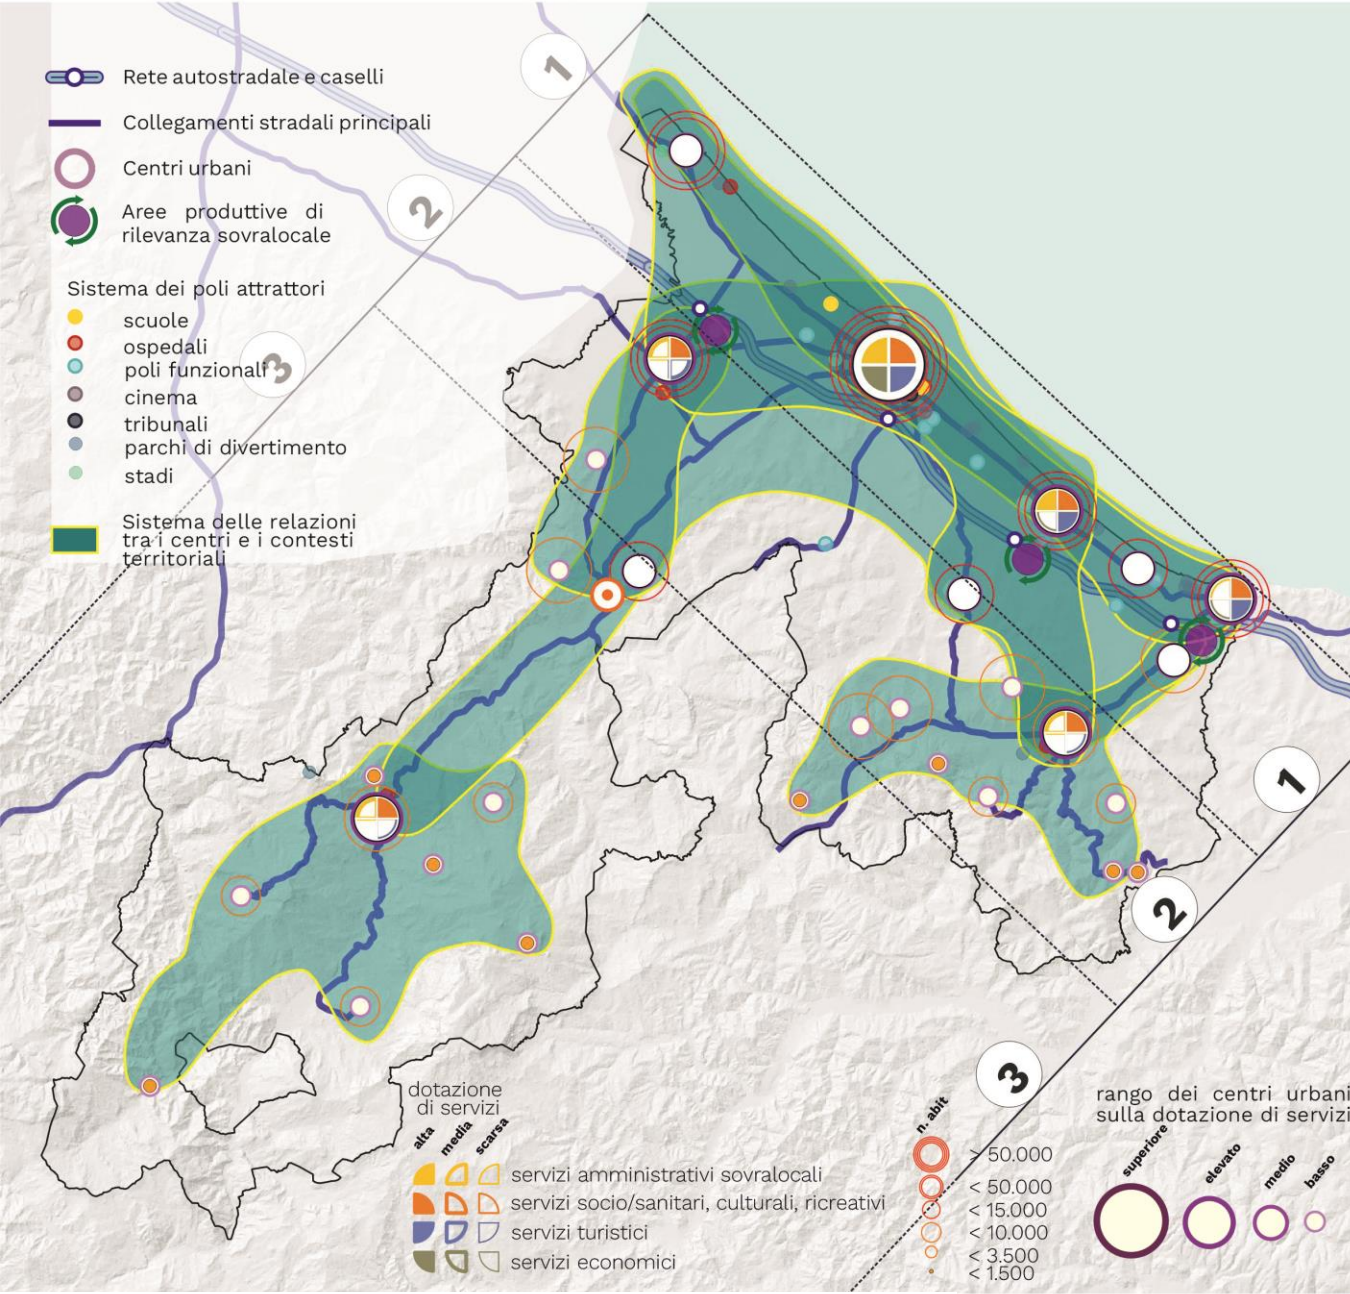 Rete autostradale e caselli
Collegamenti stradali principali
Centri urbani
Aree produttive di
rilevanza sovralocale
Sistema dei poli attrattori
scuole
ospedali
poli funzionali
cinema
tribunali
parchi di divertimento
stadi
Sistema delle relazioni
tra i centri e i contesti
territoriali
1
2
3
1
2
3
dotazione
di servizi
alta
media
scarsa
servizi amministrativi sovralocali
servizi socio/sanitari, culturali, ricreativi
servizi turistici
servizi economici
n. abit
> 50.000
< 50.000
< 15.000
< 10.000
< 3.500
< 1.500
rango dei centri urbani
sulla dotazione di servizi
superiore
elevato
medio
basso